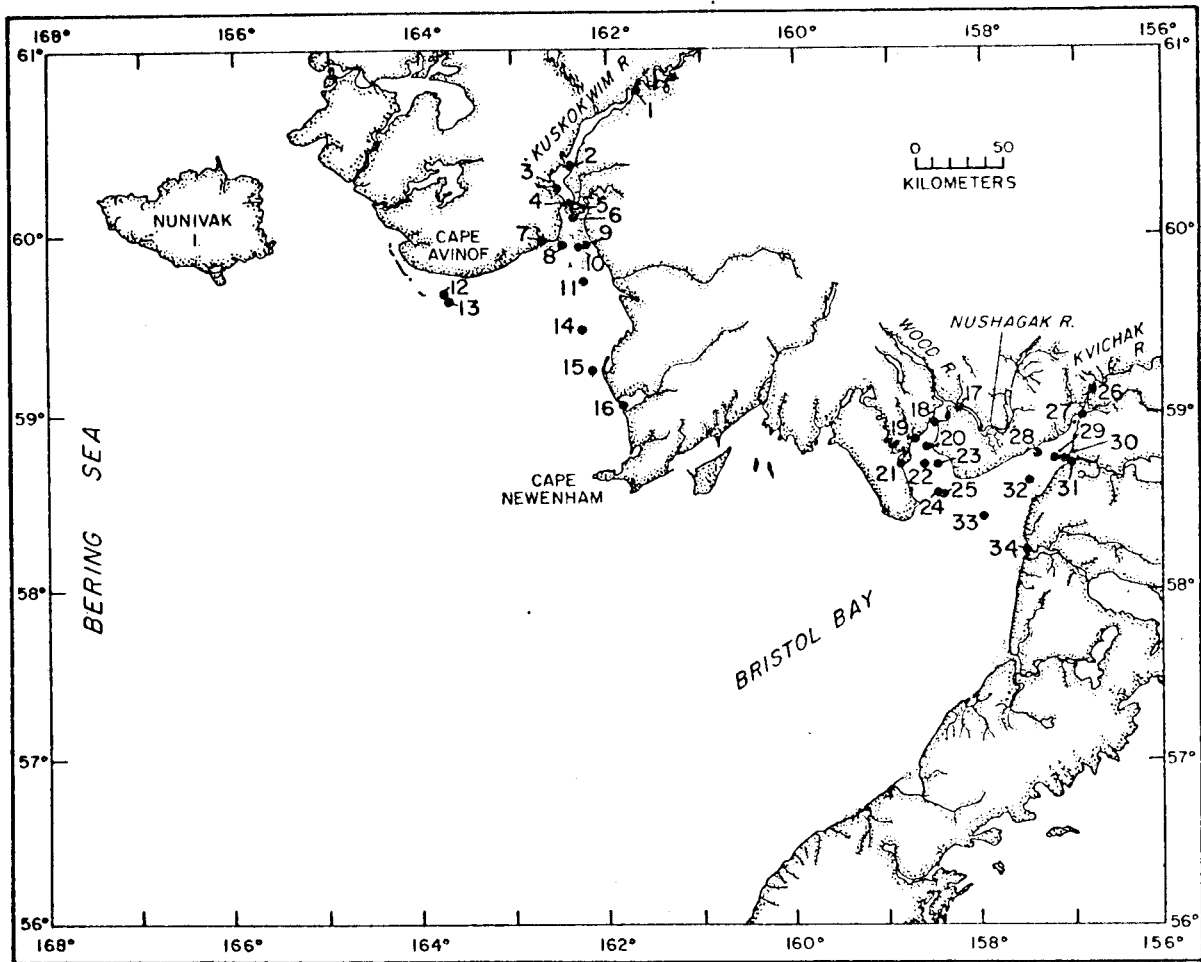 168° 166° 164° 162° 160° 158° 156°
61° 61°
KUSKOKWIM R.
1
0 50
KILOMETERS
2
3
4 5
6
NUNIVAK
I.
60° 60°
CAPE
AVINOF
7 8 9
10
11
12
13
14
15
16
WOOD R.
NUSHAGAK R.
KVICHAK
R
17
18
26
27
59° 59°
19 20 28 29
30
21 22 23
31
32
24 25
33
34
CAPE
NEWENHAM
BERING SEA
58° 58°
BRISTOL BAY
57° 57°
56° 56°
168° 166° 164° 162° 160° 158° 156°